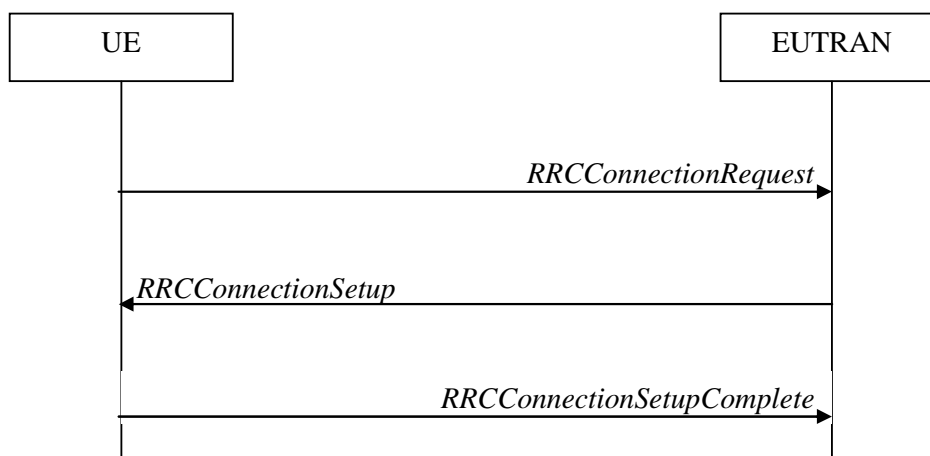 UE
EUTRAN
RRCConnectionRequest
RRCConnectionSetup
RRCConnectionSetupComplete